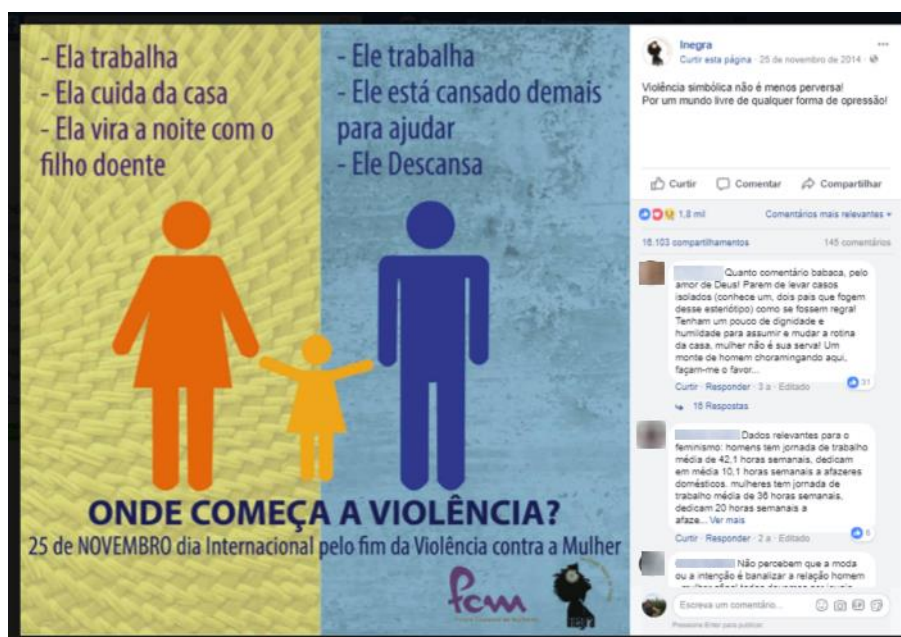 - Ela trabalha
- Ela cuida da casa
- Ela vira a noite com o
filho doente
- Ele trabalha
- Ele está cansado demais
para ajudar
- Ele Descansa
ONDE COMEÇA A VIOLÊNCIA?
25 de NOVEMBRO dia Internacional pelo fim da Violência contra a Mulher
fcm
Inegra
Curtir esta página · 25 de novembro de 2014 ·
Violência simbólica não é menos perversa!
Por um mundo livre de qualquer forma de opressão!
Curtir Comentar Compartilhar
1,8 mil Comentários mais relevantes
16.103 compartilhamentos 145 comentários
Quanto comentário babaca, pelo
amor de Deus! Parem de levar casos
isolados (conhece um, dois pais que fogem
desse esteriótipo) como se fossem regra!
Tenham um pouco de dignidade e
humildade para assumir e mudar a rotina
da casa, mulher não é sua serva! Um
monte de homem choramingando aqui,
façam-me o favor...
Curtir · Responder · 3 a · Editado 31
16 Respostas
Dados relevantes para o
feminismo: homens tem jornada de trabalho
média de 42,1 horas semanais, dedicam
em média 10,1 horas semanais a afazeres
domésticos. mulheres tem jornada de
trabalho média de 36 horas semanais,
dedicam 20 horas semanais a
afaze... Ver mais
Curtir · Responder · 2 a · Editado 6
Não percebem que a moda
ou a intenção é banalizar a relação homem
Escreva um comentário...
Pressione Enter para publicar.